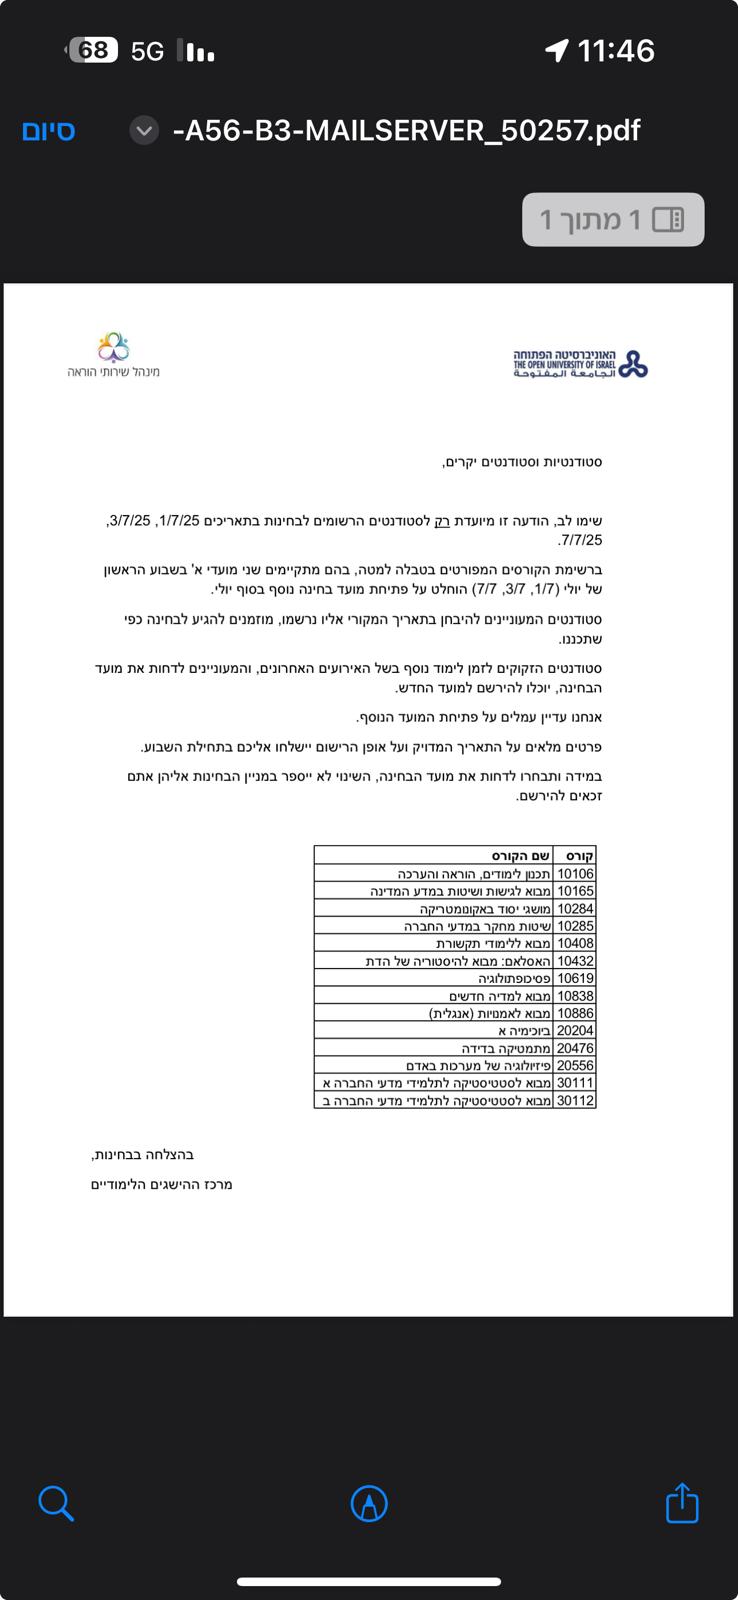 11:46
5G
68
-A56-B3-MAILSERVER_50257.pdf
סיום
1 מתוך 1
האוניברסיטה הפתוחה
THE OPEN UNIVERSITY OF ISRAEL
الجامعة المفتوحة
מינהל שירותי הוראה
סטודנטיות וסטודנטים יקרים,
שימו לב, הודעה זו מיועדת רק לסטודנטים הרשומים לבחינות בתאריכים 1/7/25, 3/7/25,
7/7/25.
ברשימת הקורסים המפורטים בטבלה למטה, בהם מתקיימים שני מועדי א' בשבוע הראשון
של יולי (1/7, 3/7, 7/7) הוחלט על פתיחת מועד בחינה נוסף בסוף יולי.
סטודנטים המעוניינים להיבחן בתאריך המקורי אליו נרשמו, מוזמנים להגיע לבחינה כפי
שתכננו.
סטודנטים הזקוקים לזמן לימוד נוסף בשל האירועים האחרונים, והמעוניינים לדחות את מועד
הבחינה, יוכלו להירשם למועד החדש.
אנחנו עדיין עמלים על פתיחת המועד הנוסף.
פרטים מלאים על התאריך המדויק ועל אופן הרישום יישלחו אליכם בתחילת השבוע.
במידה ותבחרו לדחות את מועד הבחינה, השינוי לא ייספר במניין הבחינות אליהן אתם
זכאים להירשם.
קורס שם הקורס
10106 תכנון לימודים, הוראה והערכה
10165 מבוא לגישות ושיטות במדע המדינה
10284 מושגי יסוד באקונומטריקה
10285 שיטות מחקר במדעי החברה
10408 מבוא ללימודי תקשורת
10432 האסלאם: מבוא להיסטוריה של הדת
10619 פסיכופתולוגיה
10838 מבוא למדיה חדשים
10886 מבוא לאמנויות (אנגלית)
20204 ביוכימיה א
20476 מתמטיקה בדידה
20556 פיזיולוגיה של מערכות באדם
30111 מבוא לסטטיסטיקה לתלמידי מדעי החברה א
30112 מבוא לסטטיסטיקה לתלמידי מדעי החברה ב
בהצלחה בבחינות,
מרכז ההישגים הלימודיים